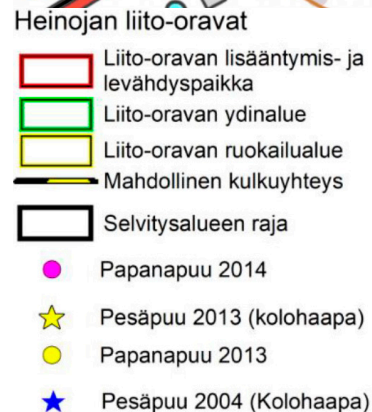 Heinojan liito-oravat
Liito-oravan lisääntymis- ja
levähdyspaikka
Liito-oravan ydinalue
Liito-oravan ruokailualue
Mahdollinen kulkuyhteys
Selvitysalueen raja
Papanapuu 2014
Pesäpuu 2013 (kolohaapa)
Papanapuu 2013
Pesäpuu 2004 (Kolohaapa)